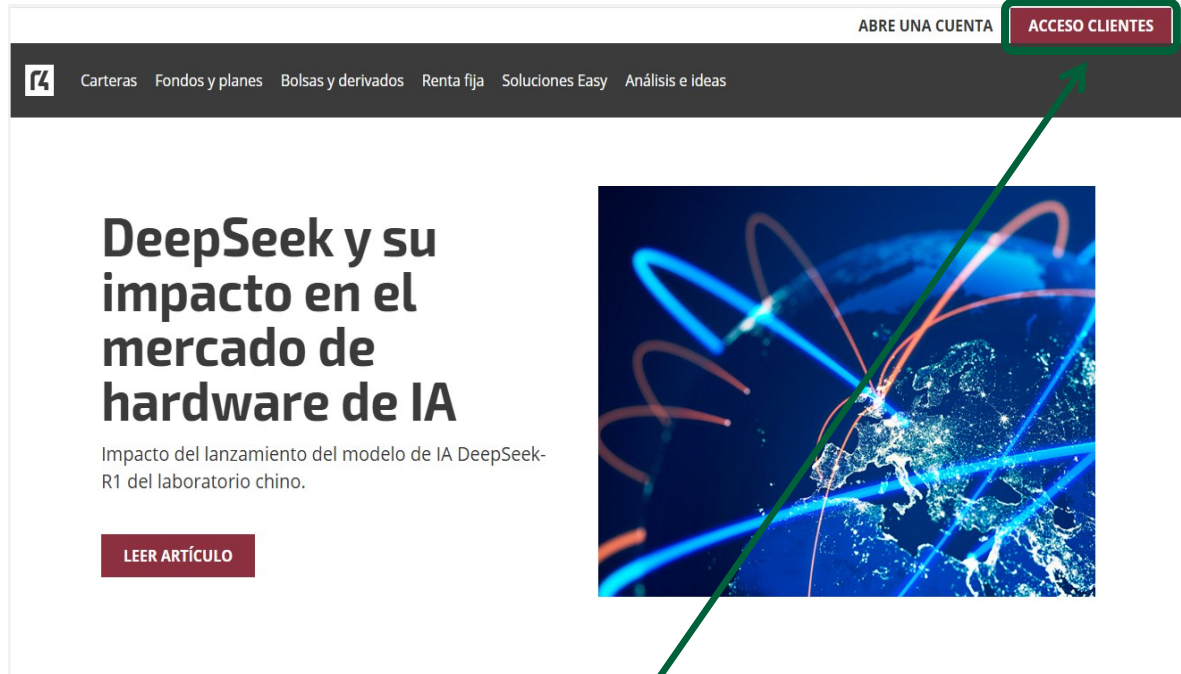 ABRE UNA CUENTA ACCESO CLIENTES
r4 Carteras Fondos y planes Bolsas y derivados Renta fija Soluciones Easy Análisis e ideas
DeepSeek y su
impacto en el
mercado de
hardware de IA
Impacto del lanzamiento del modelo de IA DeepSeek-
R1 del laboratorio chino.
LEER ARTÍCULO